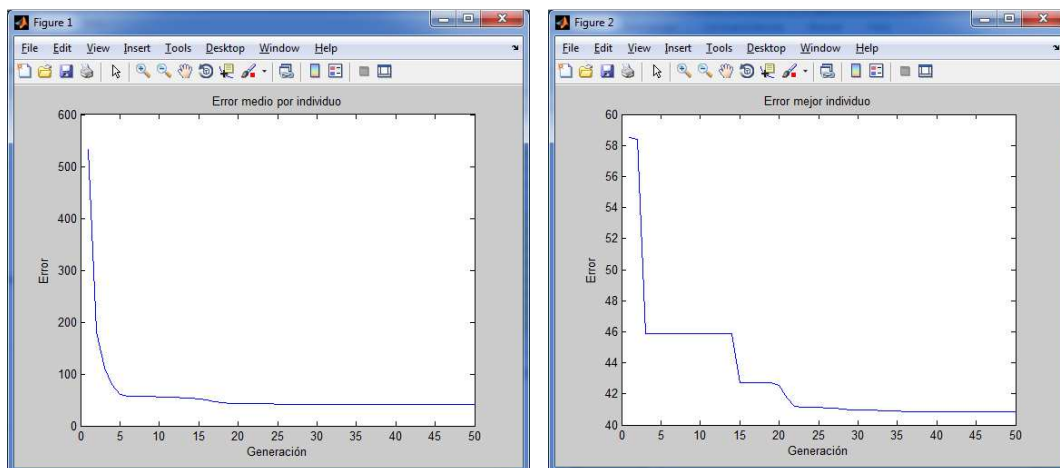 Figure 1
File Edit View Insert Tools Desktop Window Help
Error medio por individuo
600
500
400
300
200
100
0
Error
0 5 10 15 20 25 30 35 40 45 50
Generación
Figure 2
File Edit View Insert Tools Desktop Window Help
Error mejor individuo
60
58
56
54
52
50
48
46
44
42
40
Error
0 5 10 15 20 25 30 35 40 45 50
Generación